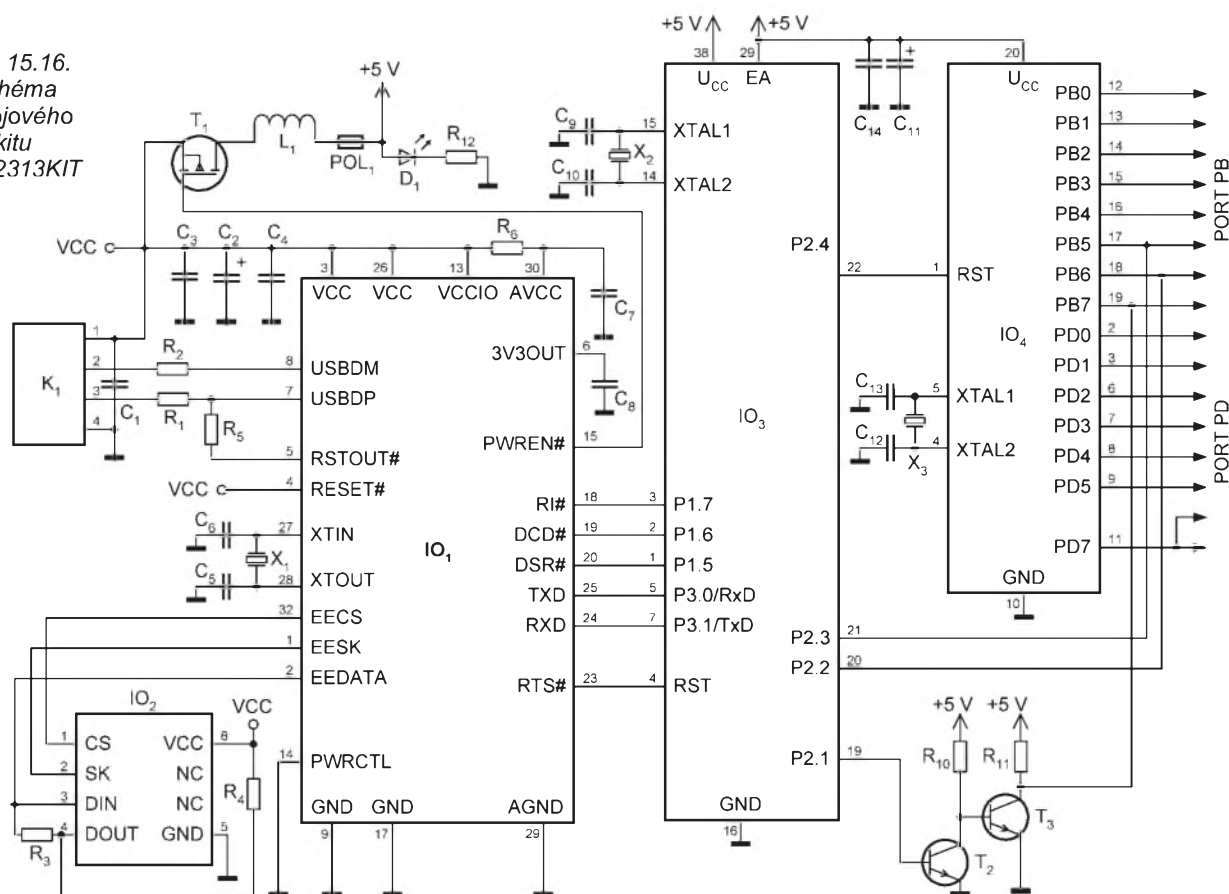 15.16.
héma
ojového
kitu
2313KIT
+5 V
T1
L1
POL1
D1
R12
VCC
C3
C2
+
C4
R6
C7
3
VCC
26
VCC
13
VCCIO
30
AVCC
K1
1
2
3
4
C1
R2
R1
R5
8 USBDM
7 USBDP
5 RSTOUT#
VCC
4 RESET#
C6
C5
X1
27 XTIN
28 XTOUT
32 EECS
1 EESK
2 EEDATA
14 PWRCTL
IO1
3V3OUT 6
C8
PWREN# 15
RI# 18
DCD# 19
DSR# 20
TXD 25
RXD 24
RTS# 23
GND 9
GND 17
AGND 29
IO2
VCC
1 CS
2 SK
3 DIN
4 DOUT
VCC 8
NC
NC
GND 5
R3
R4
+5 V
+5 V
38
UCC
29
EA
C9
C10
X2
15 XTAL1
14 XTAL2
IO3
3 P1.7
2 P1.6
1 P1.5
5 P3.0/RxD
7 P3.1/TxD
4 RST
P2.4 22
P2.3 21
P2.2 20
P2.1 19
GND
16
C14
C11
+
20
UCC
1 RST
IO4
C13
C12
X3
5 XTAL1
4 XTAL2
PB0 12
PB1 13
PB2 14
PB3 15
PB4 16
PB5 17
PB6 18
PB7 19
PD0 2
PD1 3
PD2 6
PD3 7
PD4 8
PD5 9
PD7 11
GND
10
PORT PB
PORT PD
+5 V
+5 V
R10
R11
T2
T3